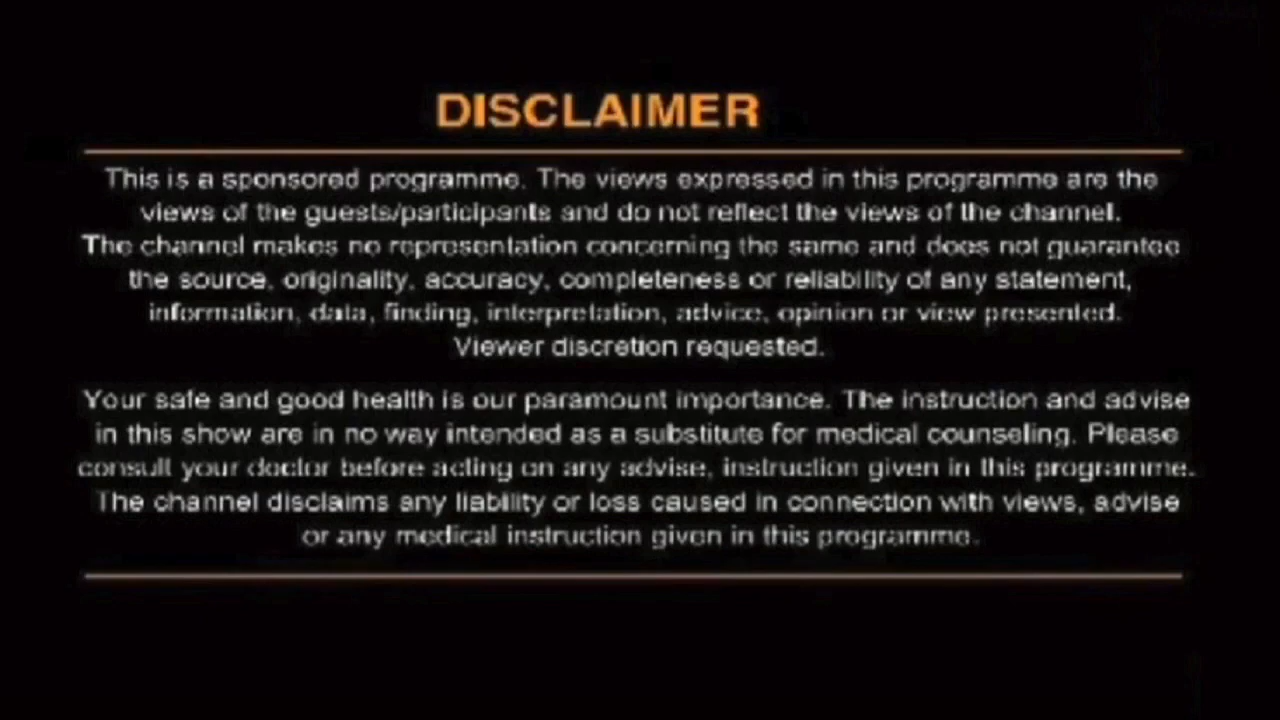 DISCLAIMER
This is a sponsored programme. The views expressed in this programme are the
views of the guests/participants and do not reflect the views of the channel.
The channel makes no representation concerning the same and does not guarantee
the source, originality, accuracy, completeness or reliability of any statement,
information, data, finding, interpretation, advice, opinion or view presented.
Viewer discretion requested.
Your safe and good health is our paramount importance. The instruction and advise
in this show are in no way intended as a substitute for medical counseling. Please
consult your doctor before acting on any advise, instruction given in this programme.
The channel disclaims any liability or loss caused in connection with views, advise
or any medical instruction given in this programme.